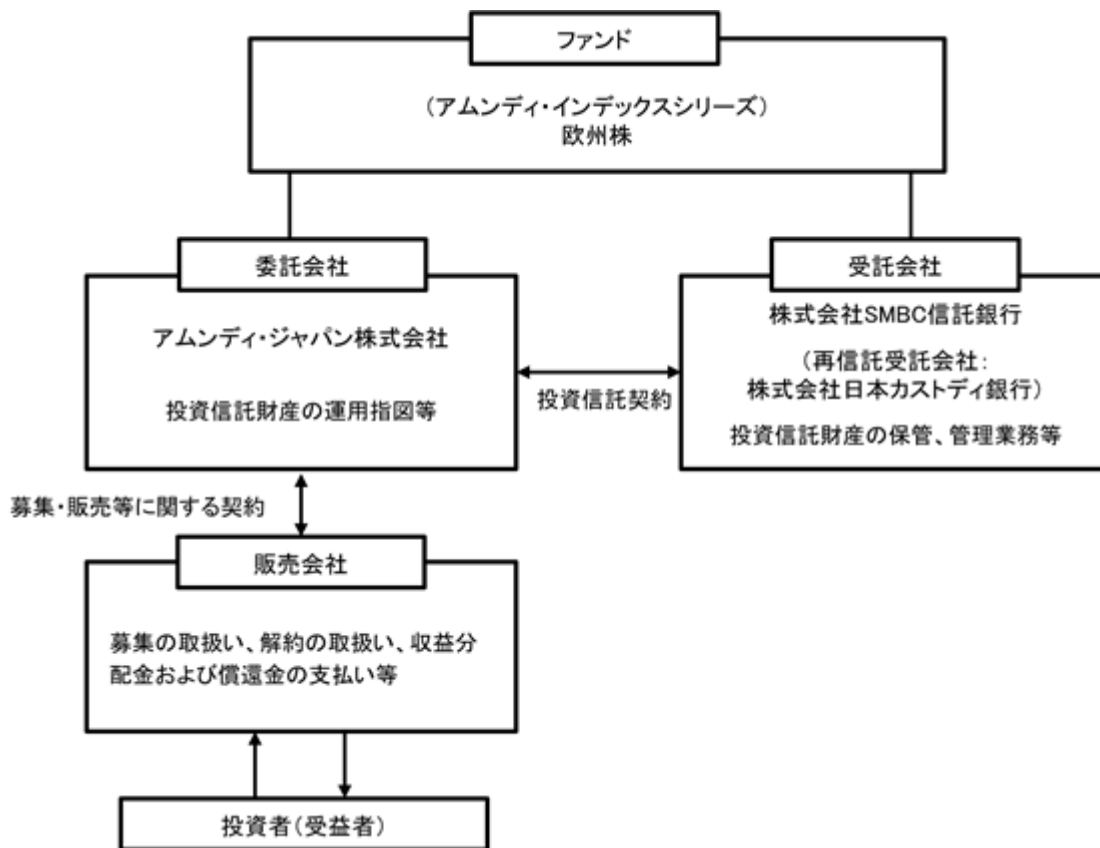 ファンド
（アムンディ・インデックスシリーズ）
欧州株
委託会社
アムンディ・ジャパン株式会社
投資信託財産の運用指図等
投資信託契約
受託会社
株式会社SMBC信託銀行
（再信託受託会社：
株式会社日本カストディ銀行）
投資信託財産の保管、管理業務等
募集・販売等に関する契約
販売会社
募集の取扱い、解約の取扱い、収益分
配金および償還金の支払い等
投資者（受益者）